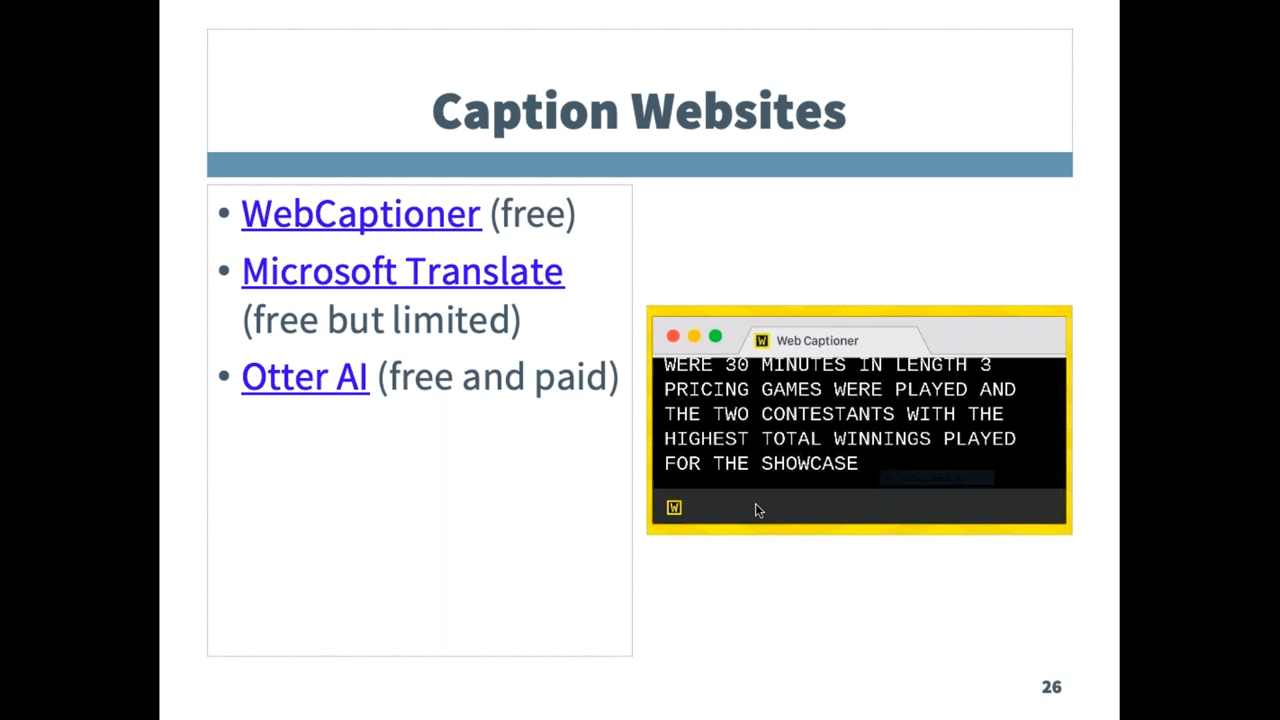 Caption Websites
• WebCaptioner (free)
• Microsoft Translate
(free but limited)
• Otter AI (free and paid)
W Web Captioner
WERE 30 MINUTES IN LENGTH 3
PRICING GAMES WERE PLAYED AND
THE TWO CONTESTANTS WITH THE
HIGHEST TOTAL WINNINGS PLAYED
FOR THE SHOWCASE
W
26